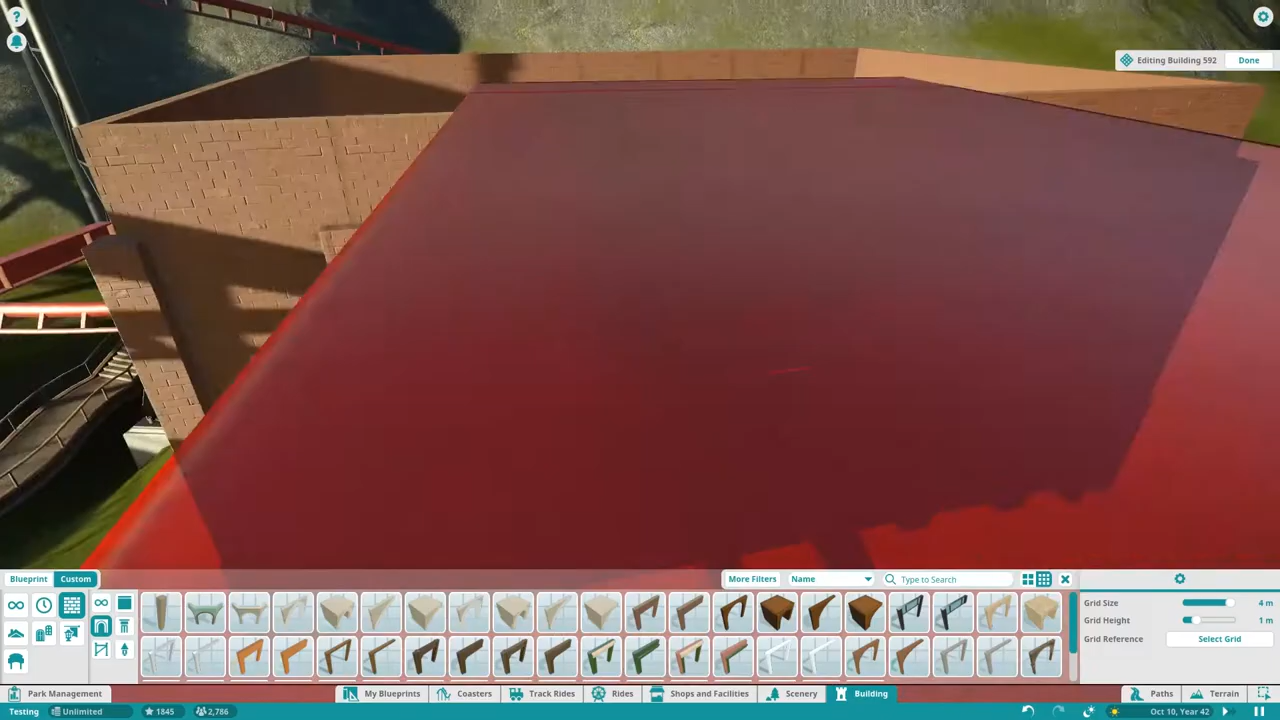 ?
Editing Building 592 Done
Blueprint Custom
More Filters Name Type to Search
Grid Size 4 m
Grid Height 1 m
Grid Reference Select Grid
Park Management My Blueprints Coasters Track Rides Rides Shops and Facilities Scenery Building Paths Terrain
Testing Unlimited 1845 2,786 Oct 10, Year 42